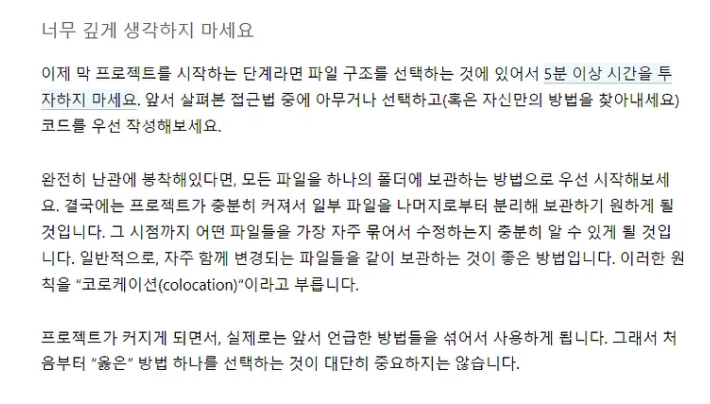 너무 깊게 생각하지 마세요
이제 막 프로젝트를 시작하는 단계라면 파일 구조를 선택하는 것에 있어서 5분 이상 시간을 투
자하지 마세요. 앞서 살펴본 접근법 중에 아무거나 선택하고(혹은 자신만의 방법을 찾아내세요)
코드를 우선 작성해보세요.
완전히 난관에 봉착해있다면, 모든 파일을 하나의 폴더에 보관하는 방법으로 우선 시작해보세
요. 결국에는 프로젝트가 충분히 커져서 일부 파일을 나머지로부터 분리해 보관하기 원하게 될
것입니다. 그 시점까지 어떤 파일들을 가장 자주 묶어서 수정하는지 충분히 알 수 있게 될 것입
니다. 일반적으로, 자주 함께 변경되는 파일들을 같이 보관하는 것이 좋은 방법입니다. 이러한 원
칙을 “코로케이션(colocation)“이라고 부릅니다.
프로젝트가 커지게 되면서, 실제로는 앞서 언급한 방법들을 섞어서 사용하게 됩니다. 그래서 처
음부터 “옳은” 방법 하나를 선택하는 것이 대단히 중요하지는 않습니다.